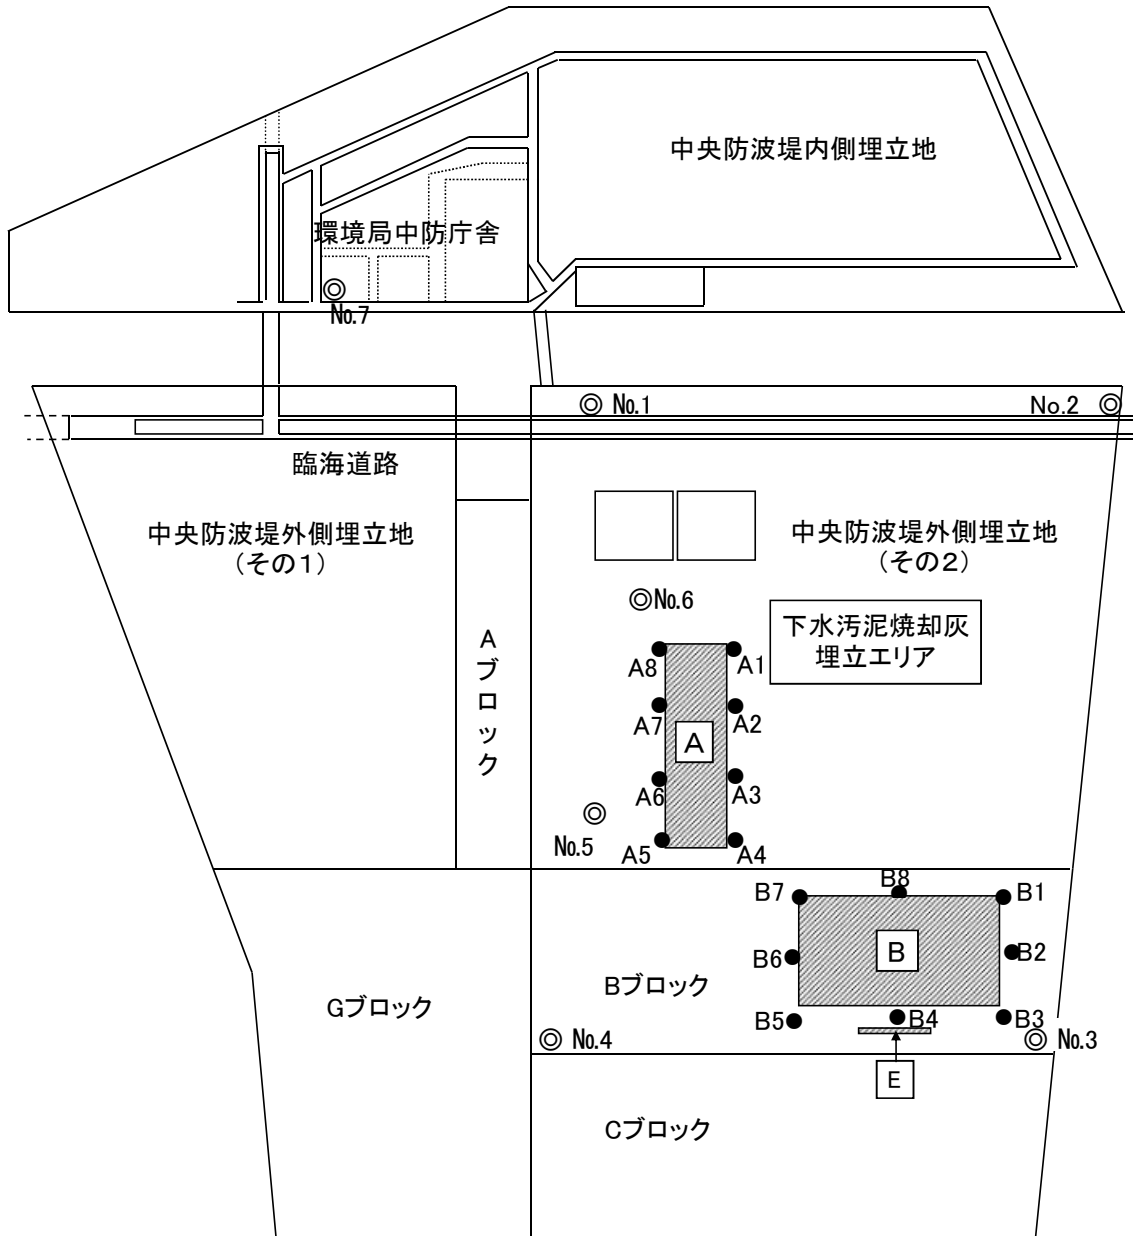 中央防波堤内側埋立地
環境局中防庁舎
No.7
No.1
No.2
臨海道路
中央防波堤外側埋立地
(その1)
中央防波堤外側埋立地
(その2)
No.6
下水汚泥焼却灰
埋立エリア
Aブロック
A8
A1
A7
A2
A
A6
A3
No.5
A5
A4
B7
B8
B1
B
B6
B2
Bブロック
Gブロック
B5
B4
B3
No.4
No.3
E
Cブロック